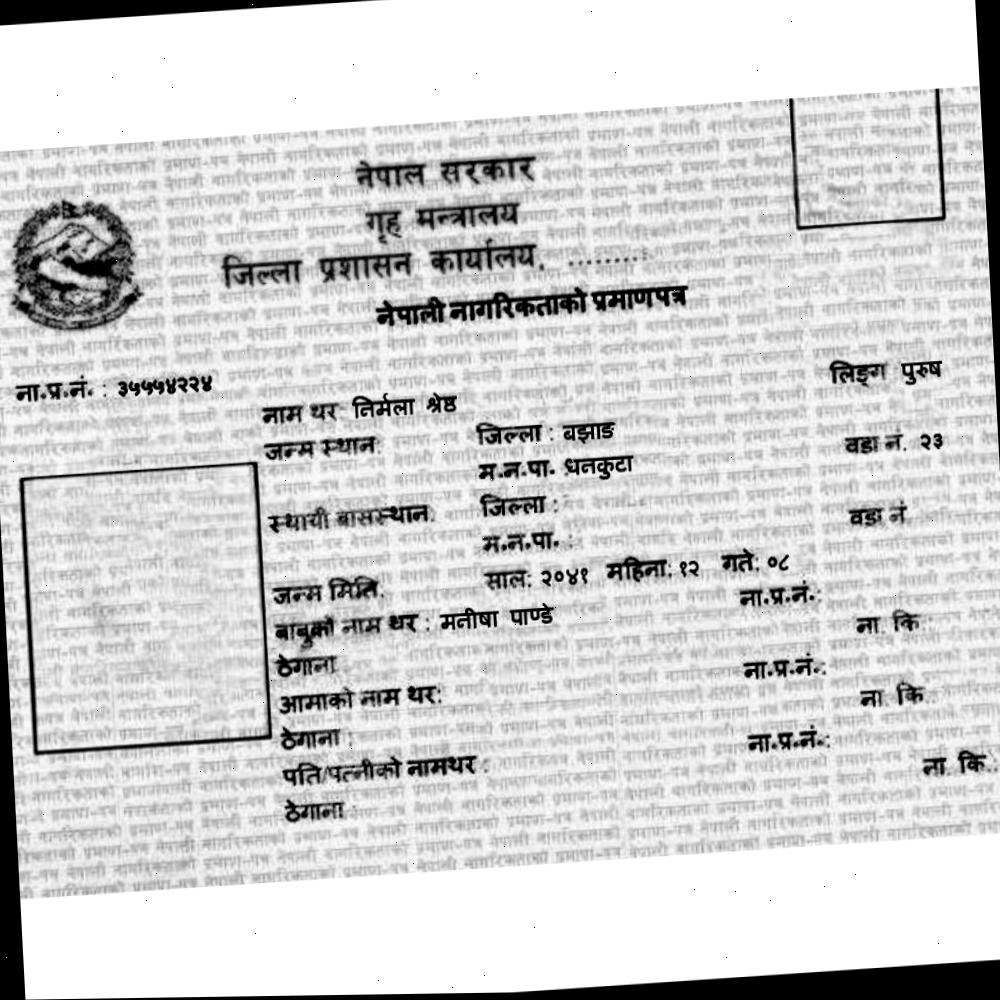 नेपाल सरकार
गृह मन्त्रालय
जिल्ला प्रशासन कार्यालय, .........
नेपाली नागरिकताको प्रमाणपत्र
ना.प्र.नं. : ३५५५४२२४
लिङ्ग पुरुष
नाम थर: निर्मला श्रेष्ठ
जन्म स्थान: जिल्ला : बझाङ
म.न.पा. धनकुटा वडा नं. २३
स्थायी बासस्थान: जिल्ला :
म.न.पा. : वडा नं
जन्म मिति: साल: २०४१ महिना: १२ गते: ०८
बाबुको नाम थर : मनीषा पाण्डे ना.प्र.नं.:
ठेगाना ना. कि.:
आमाको नाम थर: ना.प्र.नं.:
ठेगाना : ना. कि.
पति/पत्नीको नामथर : ना.प्र.नं.:
ठेगाना : ना. कि.: